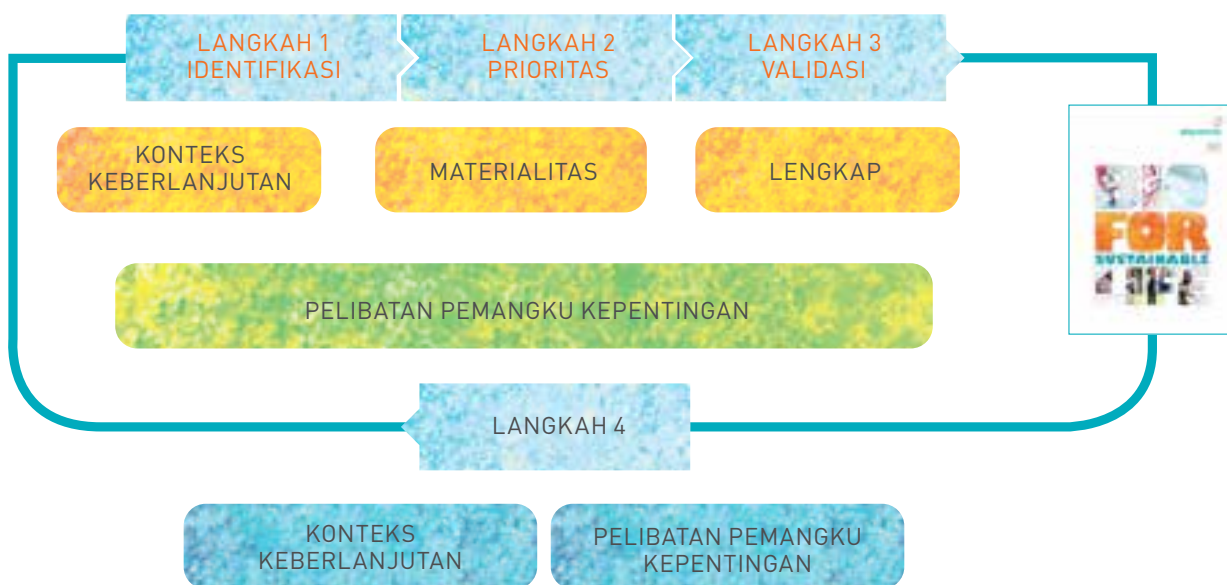 LANGKAH 1
IDENTIFIKASI
LANGKAH 2
PRIORITAS
LANGKAH 3
VALIDASI
KONTEKS
KEBERLANJUTAN
MATERIALITAS
LENGKAP
FOR
SUSTAINABLE
PELIBATAN PEMANGKU KEPENTINGAN
LANGKAH 4
KONTEKS
KEBERLANJUTAN
PELIBATAN PEMANGKU
KEPENTINGAN